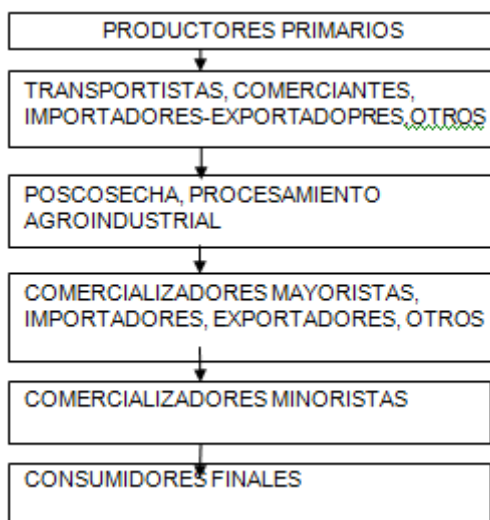 PRODUCTORES PRIMARIOS
TRANSPORTISTAS, COMERCIANTES,
IMPORTADORES-EXPORTADOPRES,OTROS
POSCOSECHA, PROCESAMIENTO
AGROINDUSTRIAL
COMERCIALIZADORES MAYORISTAS,
IMPORTADORES, EXPORTADORES, OTROS
COMERCIALIZADORES MINORISTAS
CONSUMIDORES FINALES